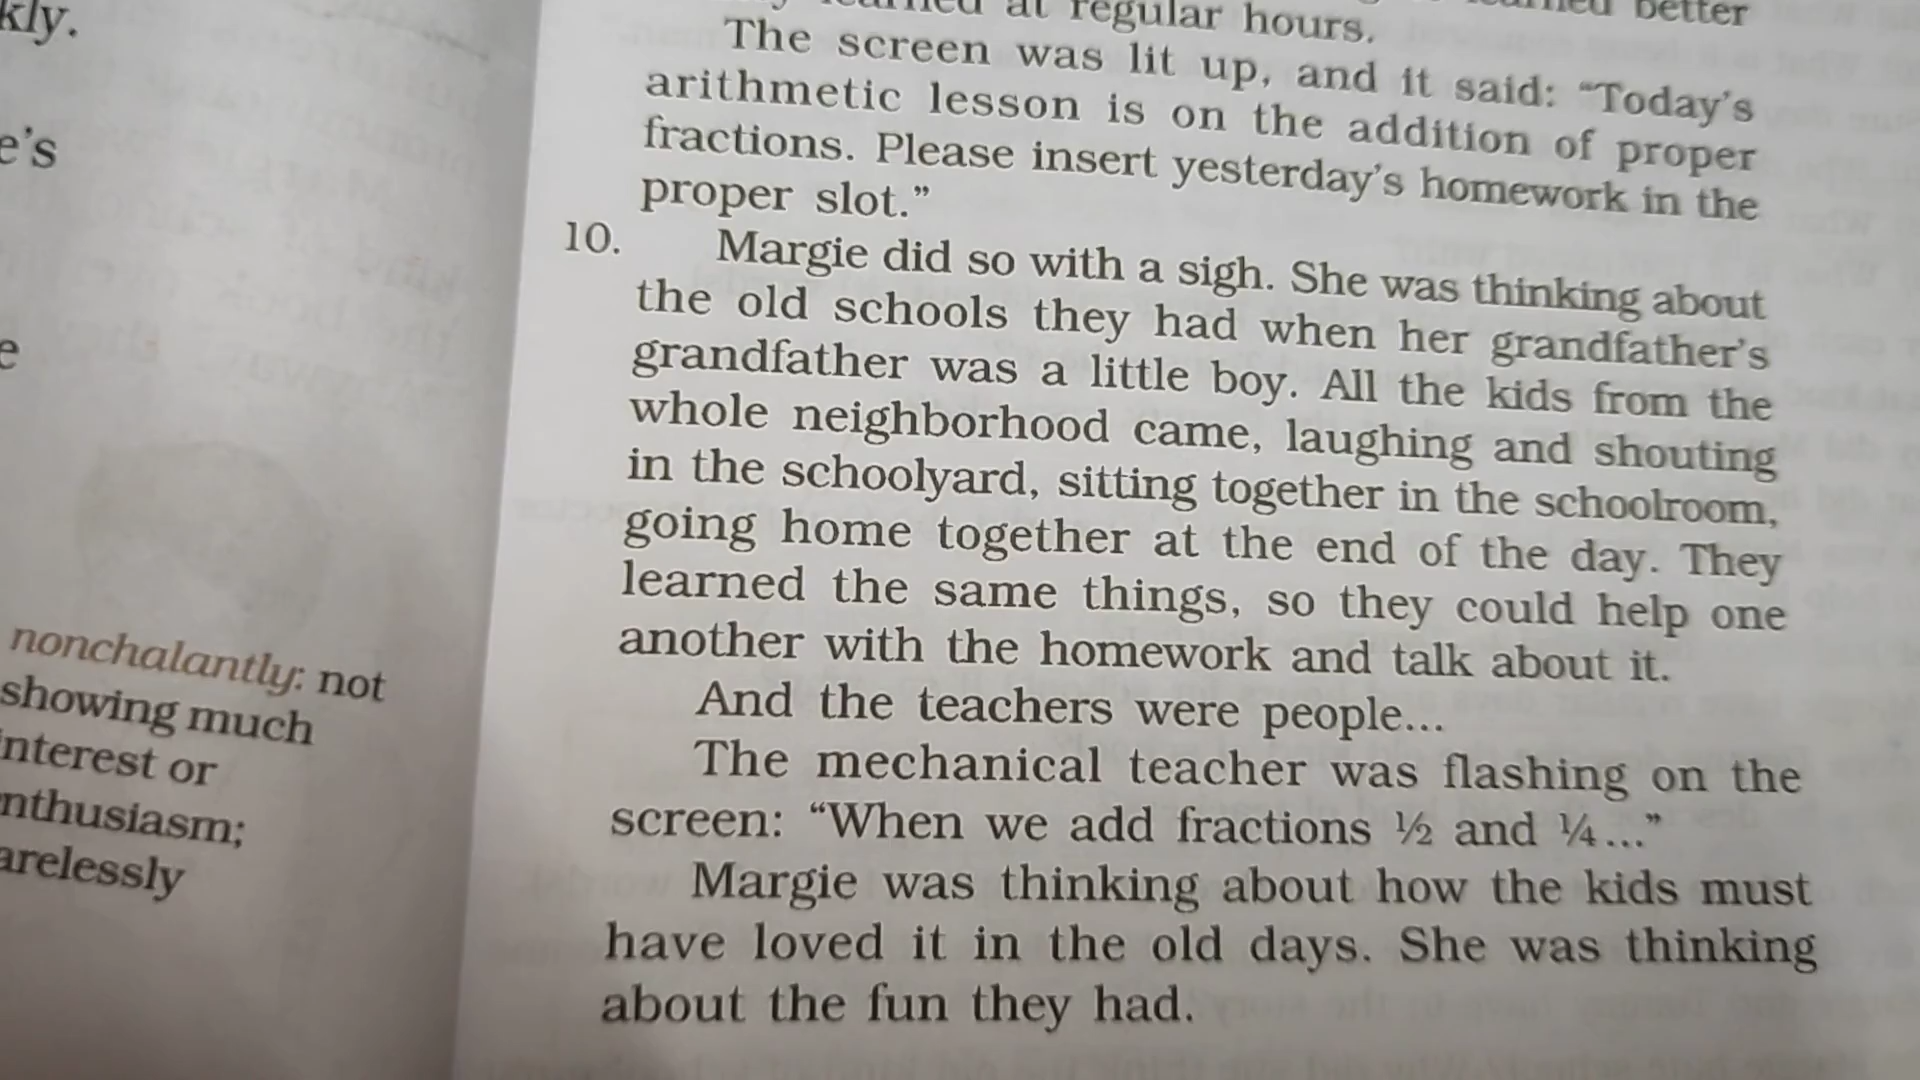 kly.
e's
e
nonchalantly: not
showing much
interest or
nthusiasm;
arelessly
learned at regular hours. learned better
The screen was lit up, and it said: "Today's
arithmetic lesson is on the addition of proper
fractions. Please insert yesterday's homework in the
proper slot."
10. Margie did so with a sigh. She was thinking about
the old schools they had when her grandfather's
grandfather was a little boy. All the kids from the
whole neighborhood came, laughing and shouting
in the schoolyard, sitting together in the schoolroom,
going home together at the end of the day. They
learned the same things, so they could help one
another with the homework and talk about it.
And the teachers were people...
The mechanical teacher was flashing on the
screen: "When we add fractions ½ and ¼..."
Margie was thinking about how the kids must
have loved it in the old days. She was thinking
about the fun they had.